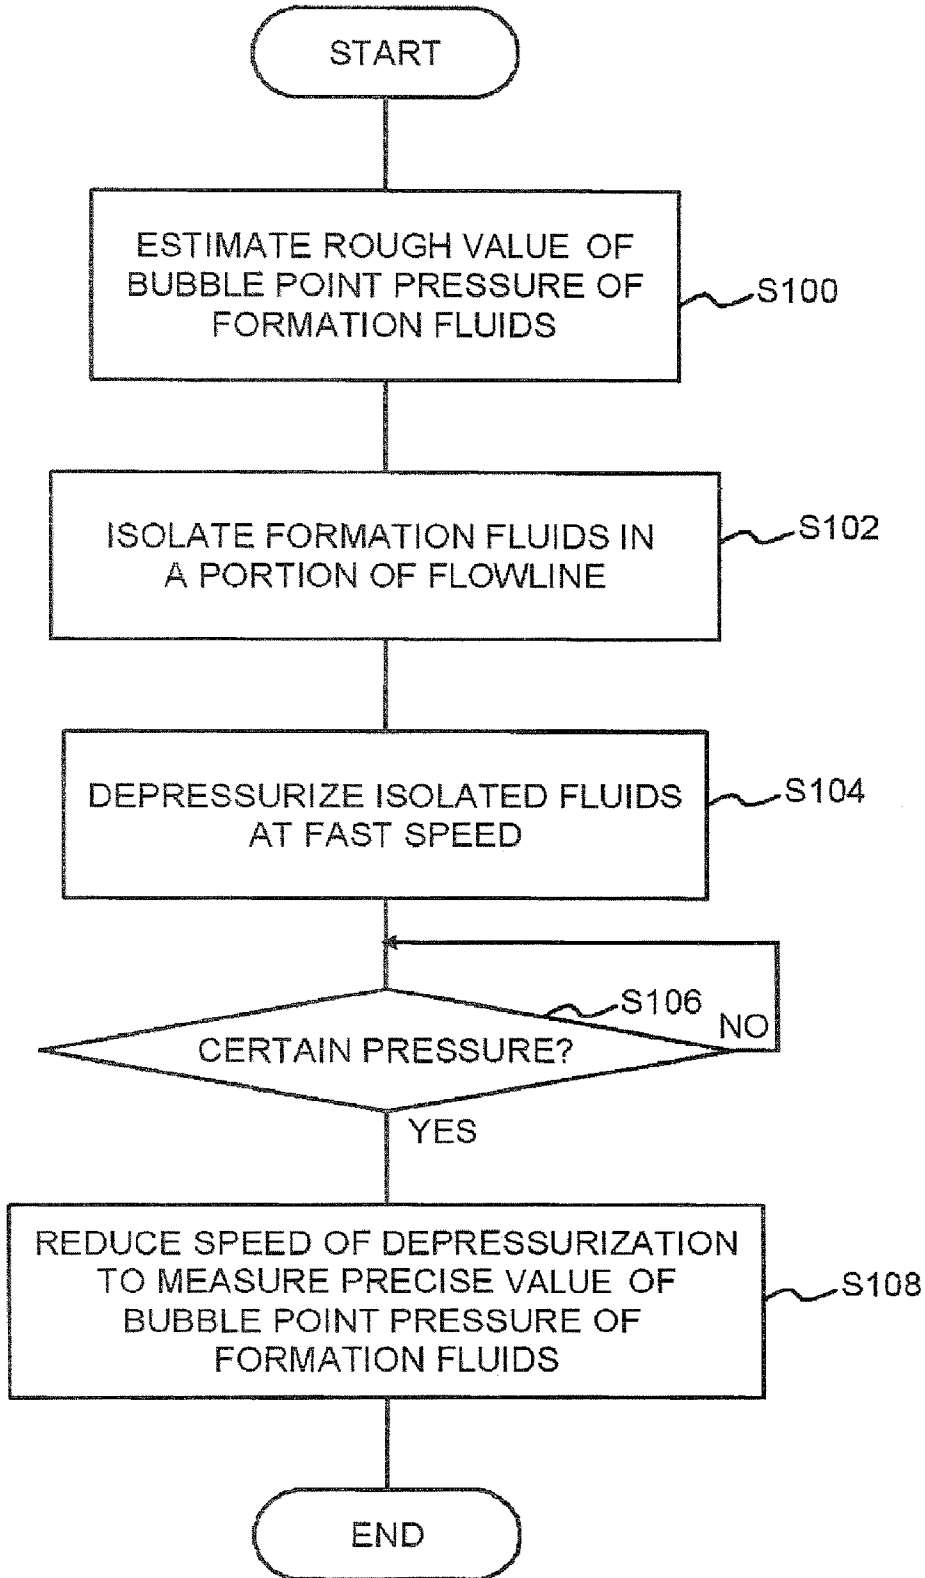 START
ESTIMATE ROUGH VALUE OF
BUBBLE POINT PRESSURE OF
FORMATION FLUIDS
S100
ISOLATE FORMATION FLUIDS IN
A PORTION OF FLOWLINE
S102
DEPRESSURIZE ISOLATED FLUIDS
AT FAST SPEED
S104
S106
NO
CERTAIN PRESSURE?
YES
REDUCE SPEED OF DEPRESSURIZATION
TO MEASURE PRECISE VALUE OF
BUBBLE POINT PRESSURE OF
FORMATION FLUIDS
S108
END